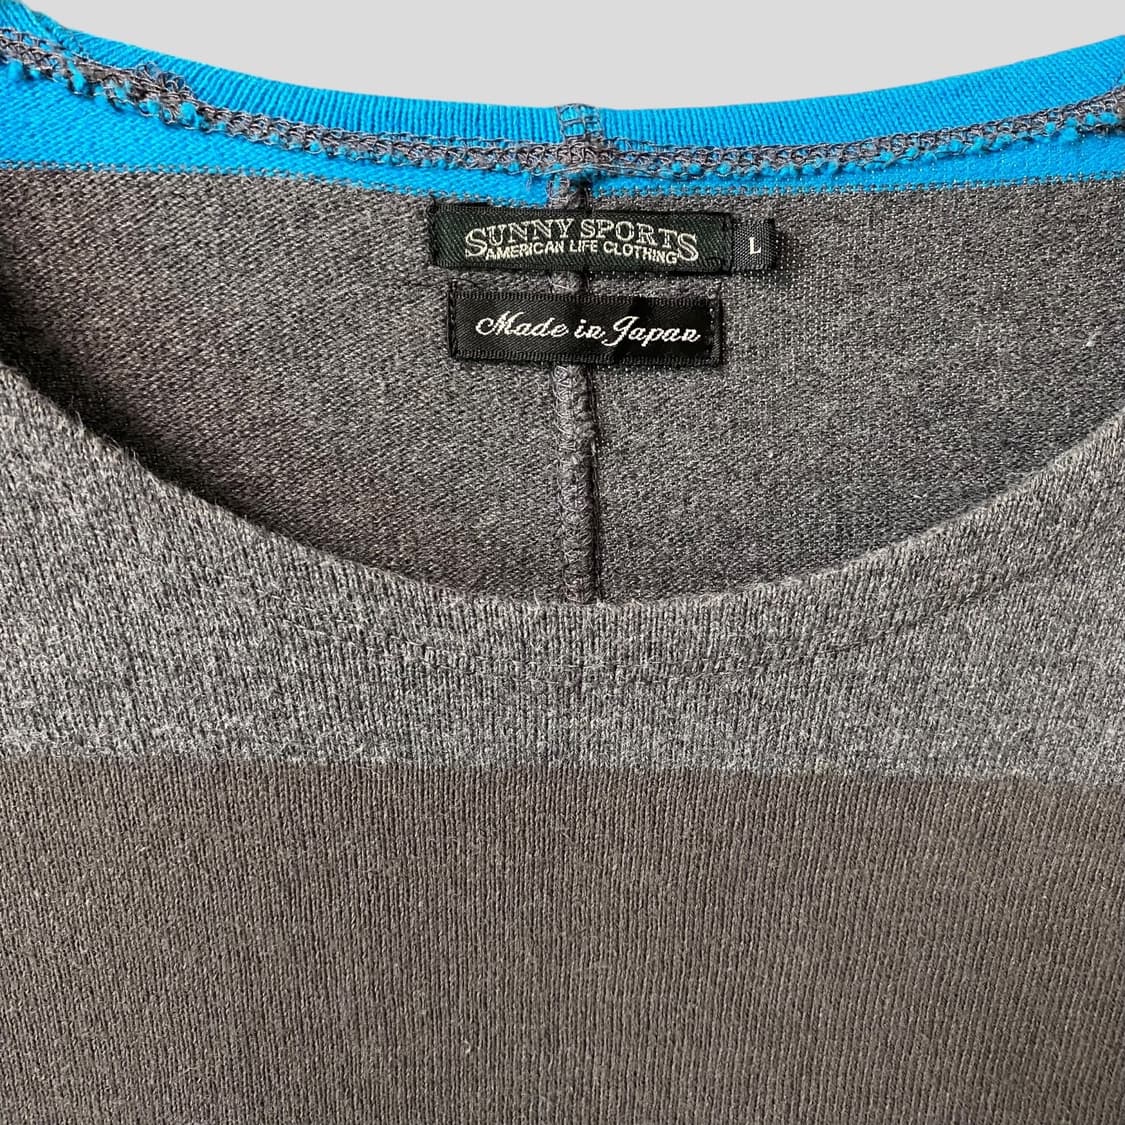 SUNNY SPORTS
AMERICAN LIFE CLOTHING
L
Made in Japan